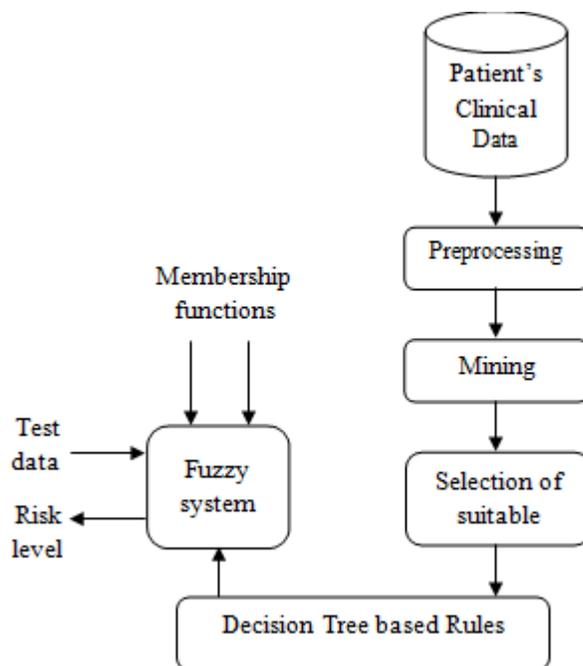 Patient's
Clinical
Data
Preprocessing
Membership
functions
Mining
Test
data
Fuzzy
system
Selection of
suitable
Risk
level
Decision Tree based Rules